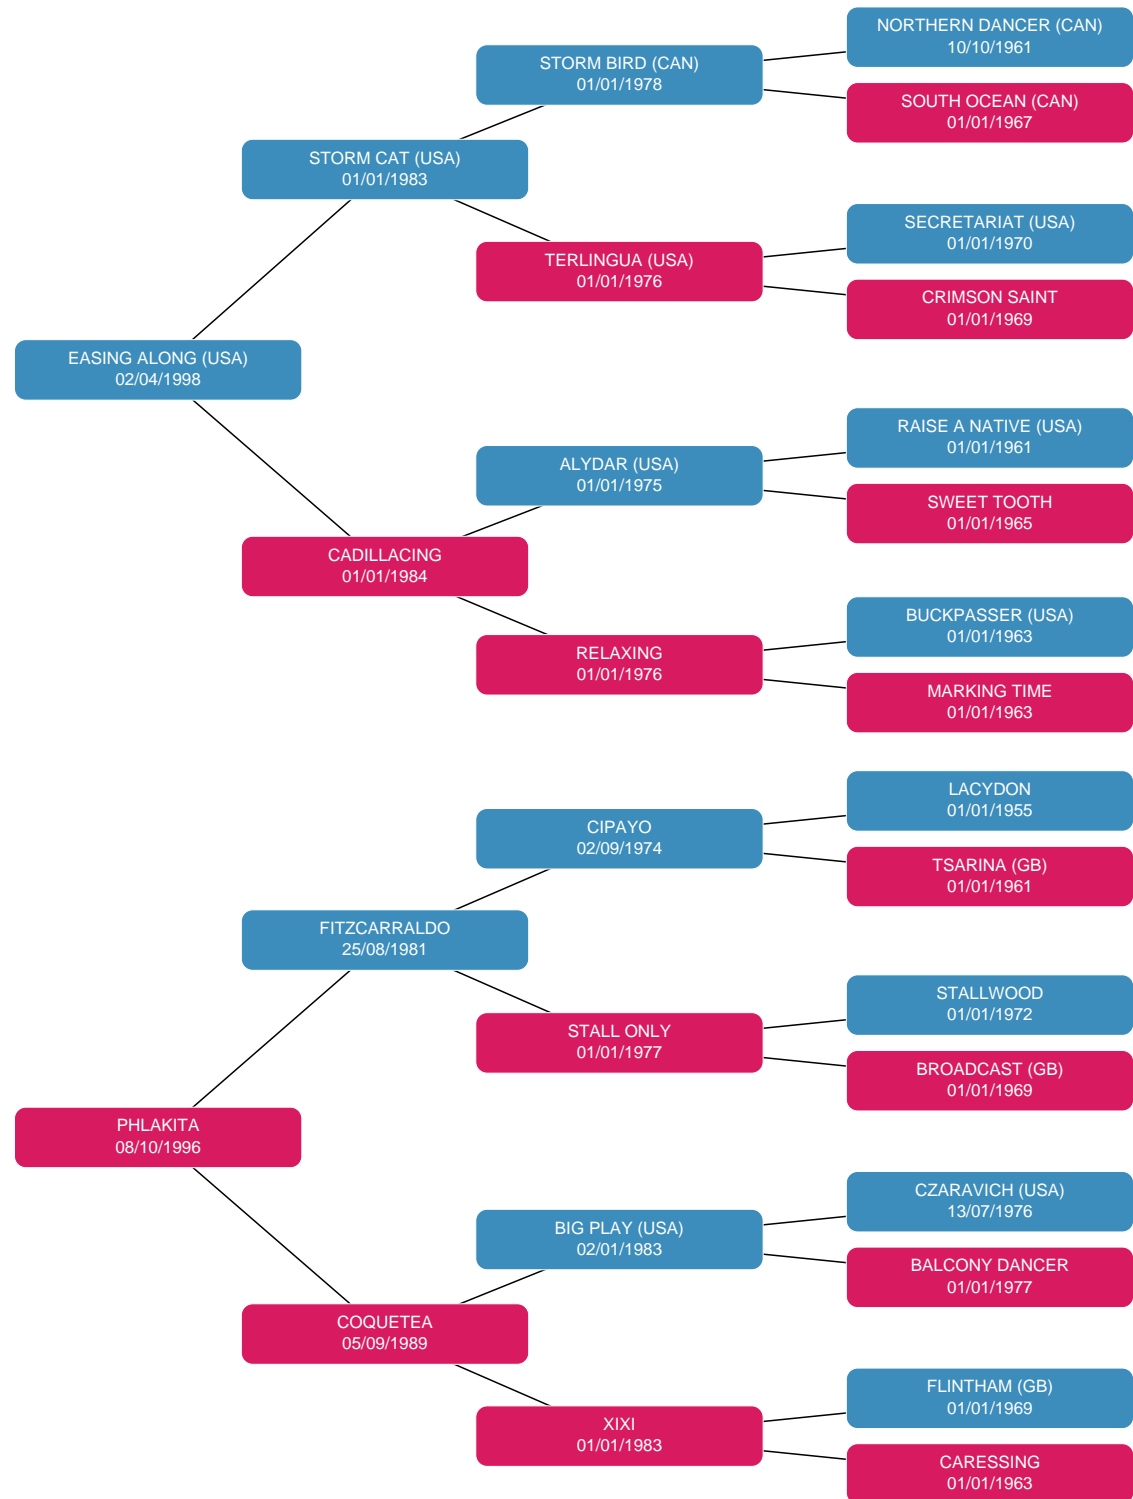 NORTHERN DANCER (CAN)
10/10/1961
STORM BIRD (CAN)
01/01/1978
SOUTH OCEAN (CAN)
01/01/1967
STORM CAT (USA)
01/01/1983
SECRETARIAT (USA)
01/01/1970
TERLINGUA (USA)
01/01/1976
CRIMSON SAINT
01/01/1969
EASING ALONG (USA)
02/04/1998
RAISE A NATIVE (USA)
01/01/1961
ALYDAR (USA)
01/01/1975
SWEET TOOTH
01/01/1965
CADILLACING
01/01/1984
BUCKPASSER (USA)
01/01/1963
RELAXING
01/01/1976
MARKING TIME
01/01/1963
LACYDON
01/01/1955
CIPAYO
02/09/1974
TSARINA (GB)
01/01/1961
FITZCARRALDO
25/08/1981
STALLWOOD
01/01/1972
STALL ONLY
01/01/1977
BROADCAST (GB)
01/01/1969
PHLAKITA
08/10/1996
CZARAVICH (USA)
13/07/1976
BIG PLAY (USA)
02/01/1983
BALCONY DANCER
01/01/1977
COQUETEA
05/09/1989
FLINTHAM (GB)
01/01/1969
XIXI
01/01/1983
CARESSING
01/01/1963